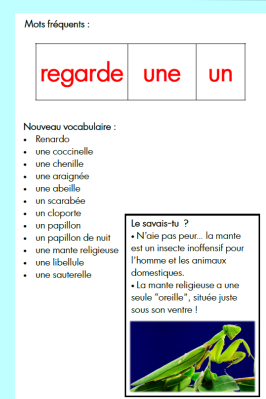 Mots fréquents :
regarde une un
Nouveau vocabulaire :
• Renardo
• une coccinelle
• une chenille
• une araignée
• une abeille
• un scarabée
• un cloporte
• un papillon
• un papillon de nuit
• une mante religieuse
• une libellule
• une sauterelle
Le savais-tu ?
• N'aie pas peur... la mante
est un insecte inoffensif pour
l'homme et les animaux
domestiques.
• La mante religieuse a une
seule "oreille", située juste
sous son ventre !